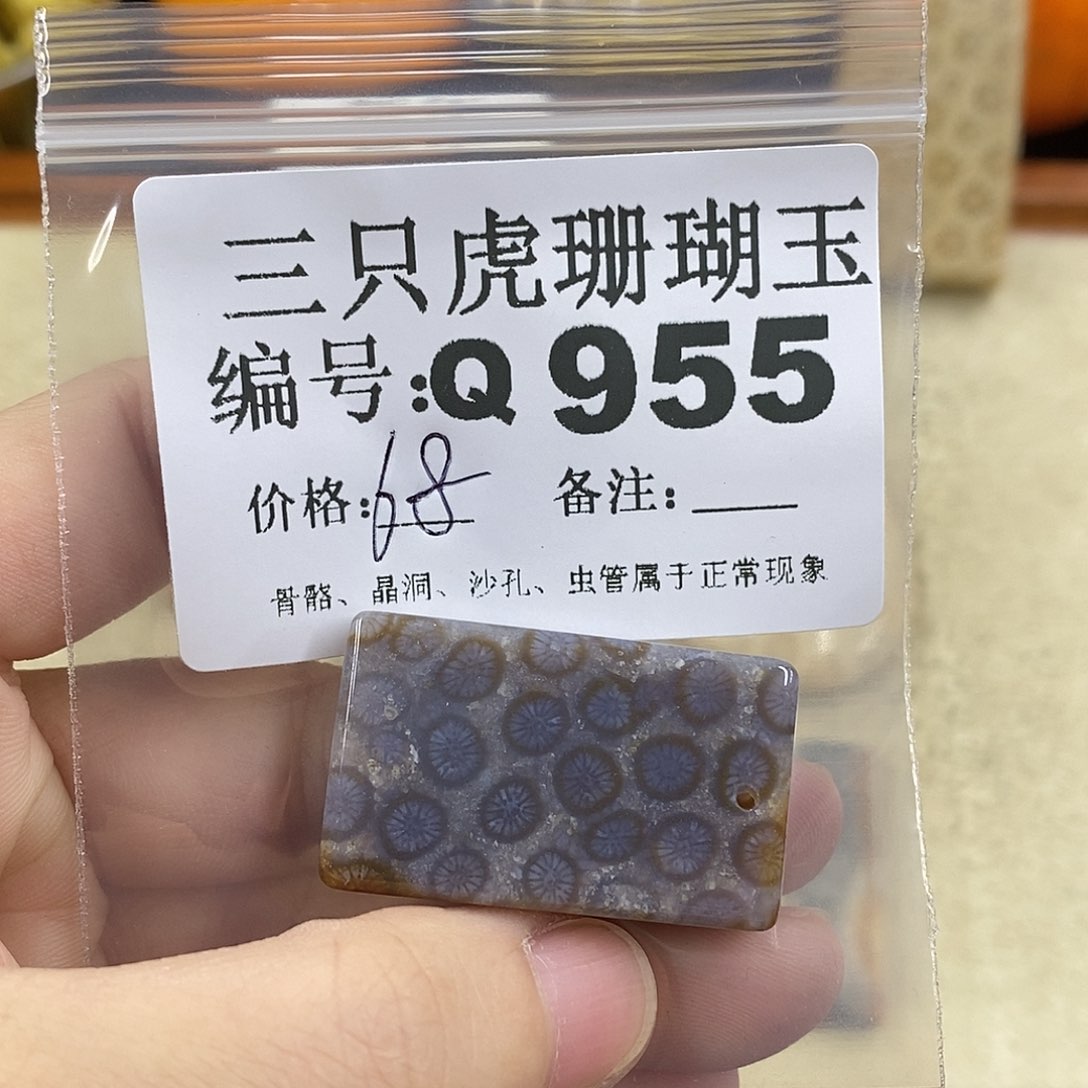 三只虎珊瑚玉
编号:Q 955
价格:68 备注:____
骨骼、晶洞、沙孔、虫管属于正常现象